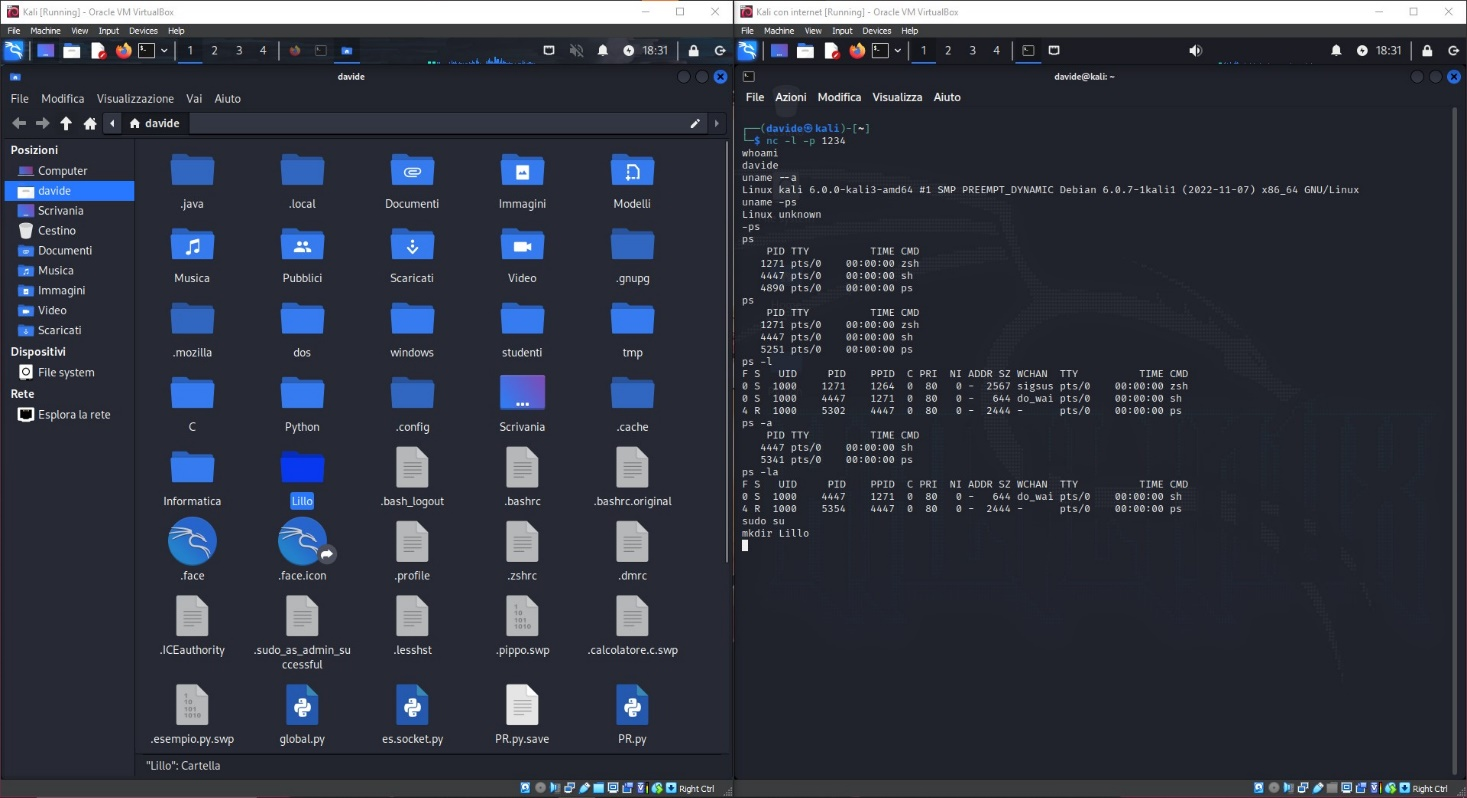 Kali [Running] - Oracle VM VirtualBox
File Machine View Input Devices Help
1 2 3 4 18:31
davide
File Modifica Visualizzazione Vai Aiuto
davide
Posizioni
Computer
davide
Scrivania
Cestino
Documenti
Musica
Immagini
Video
Scaricati
Dispositivi
File system
Rete
Esplora la rete
.java .local Documenti Immagini Modelli
Musica Pubblici Scaricati Video .gnupg
.mozilla dos windows studenti tmp
C Python .config Scrivania .cache
Informatica Lillo .bash_logout .bashrc .bashrc.original
.face .face.icon .profile .zshrc .dmrc
.ICEauthority .sudo_as_admin_su
ccessful .lesshst .pippo.swp .calcolatore.c.swp
.esempio.py.swp global.py es.socket.py PR.py.save PR.py
"Lillo": Cartella
Right Ctrl
Kali con internet [Running] - Oracle VM VirtualBox
File Machine View Input Devices Help
1 2 3 4 18:31
davide@kali: ~
File Azioni Modifica Visualizza Aiuto
(davide㉿kali)-[~]
$ nc -l -p 1234
whoami
davide
uname --a
Linux kali 6.0.0-kali3-amd64 #1 SMP PREEMPT_DYNAMIC Debian 6.0.7-1kali1 (2022-11-07) x86_64 GNU/Linux
uname -ps
Linux unknown
-ps
ps
PID TTY TIME CMD
1271 pts/0 00:00:00 zsh
4447 pts/0 00:00:00 sh
4890 pts/0 00:00:00 ps
ps
PID TTY TIME CMD
1271 pts/0 00:00:00 zsh
4447 pts/0 00:00:00 sh
5251 pts/0 00:00:00 ps
ps -l
F S UID PID PPID C PRI NI ADDR SZ WCHAN TTY TIME CMD
0 S 1000 1271 1264 0 80 0 - 2567 sigsus pts/0 00:00:00 zsh
0 S 1000 4447 1271 0 80 0 - 644 do_wai pts/0 00:00:00 sh
4 R 1000 5302 4447 0 80 0 - 2444 - pts/0 00:00:00 ps
ps -a
PID TTY TIME CMD
4447 pts/0 00:00:00 sh
5341 pts/0 00:00:00 ps
ps -la
F S UID PID PPID C PRI NI ADDR SZ WCHAN TTY TIME CMD
0 S 1000 4447 1271 0 80 0 - 644 do_wai pts/0 00:00:00 sh
4 R 1000 5354 4447 0 80 0 - 2444 - pts/0 00:00:00 ps
sudo su
mkdir Lillo
Right Ctrl